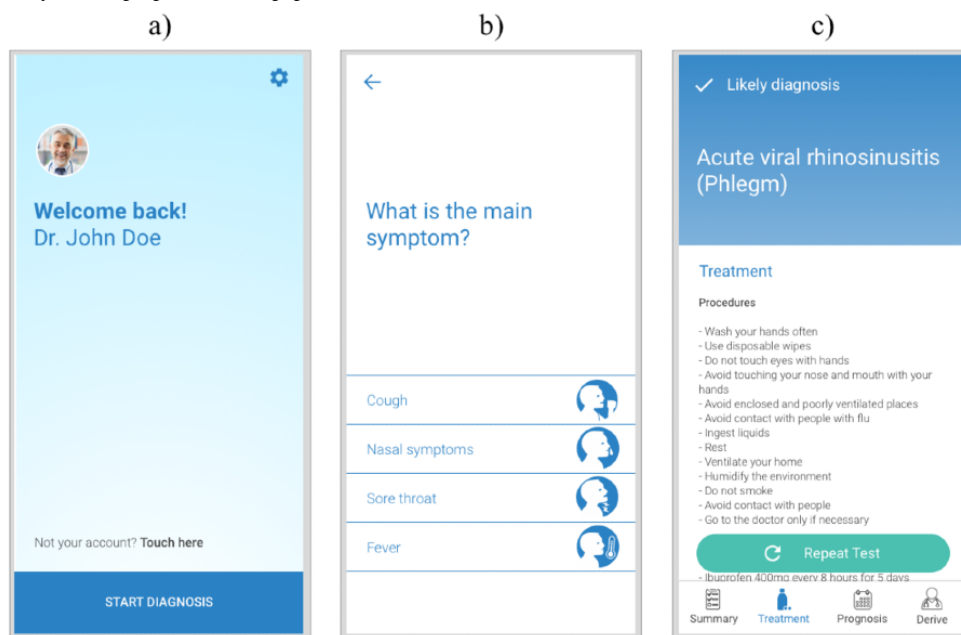 a)
b)
c)
Welcome back!
Dr. John Doe
Not your account? Touch here
START DIAGNOSIS
What is the main
symptom?
Cough
Nasal symptoms
Sore throat
Fever
Likely diagnosis
Acute viral rhinosinusitis
(Phlegm)
Treatment
Procedures
- Wash your hands often
- Use disposable wipes
- Do not touch eyes with hands
- Avoid touching your nose and mouth with your
hands
- Avoid enclosed and poorly ventilated places
- Avoid contact with people with flu
- Ingest liquids
- Rest
- Ventilate your home
- Humidify the environment
- Do not smoke
- Avoid contact with people
- Go to the doctor only if necessary
Repeat Test
- Ibuprofen 400mg every 8 hours for 5 days
Summary
Treatment
Prognosis
Derive